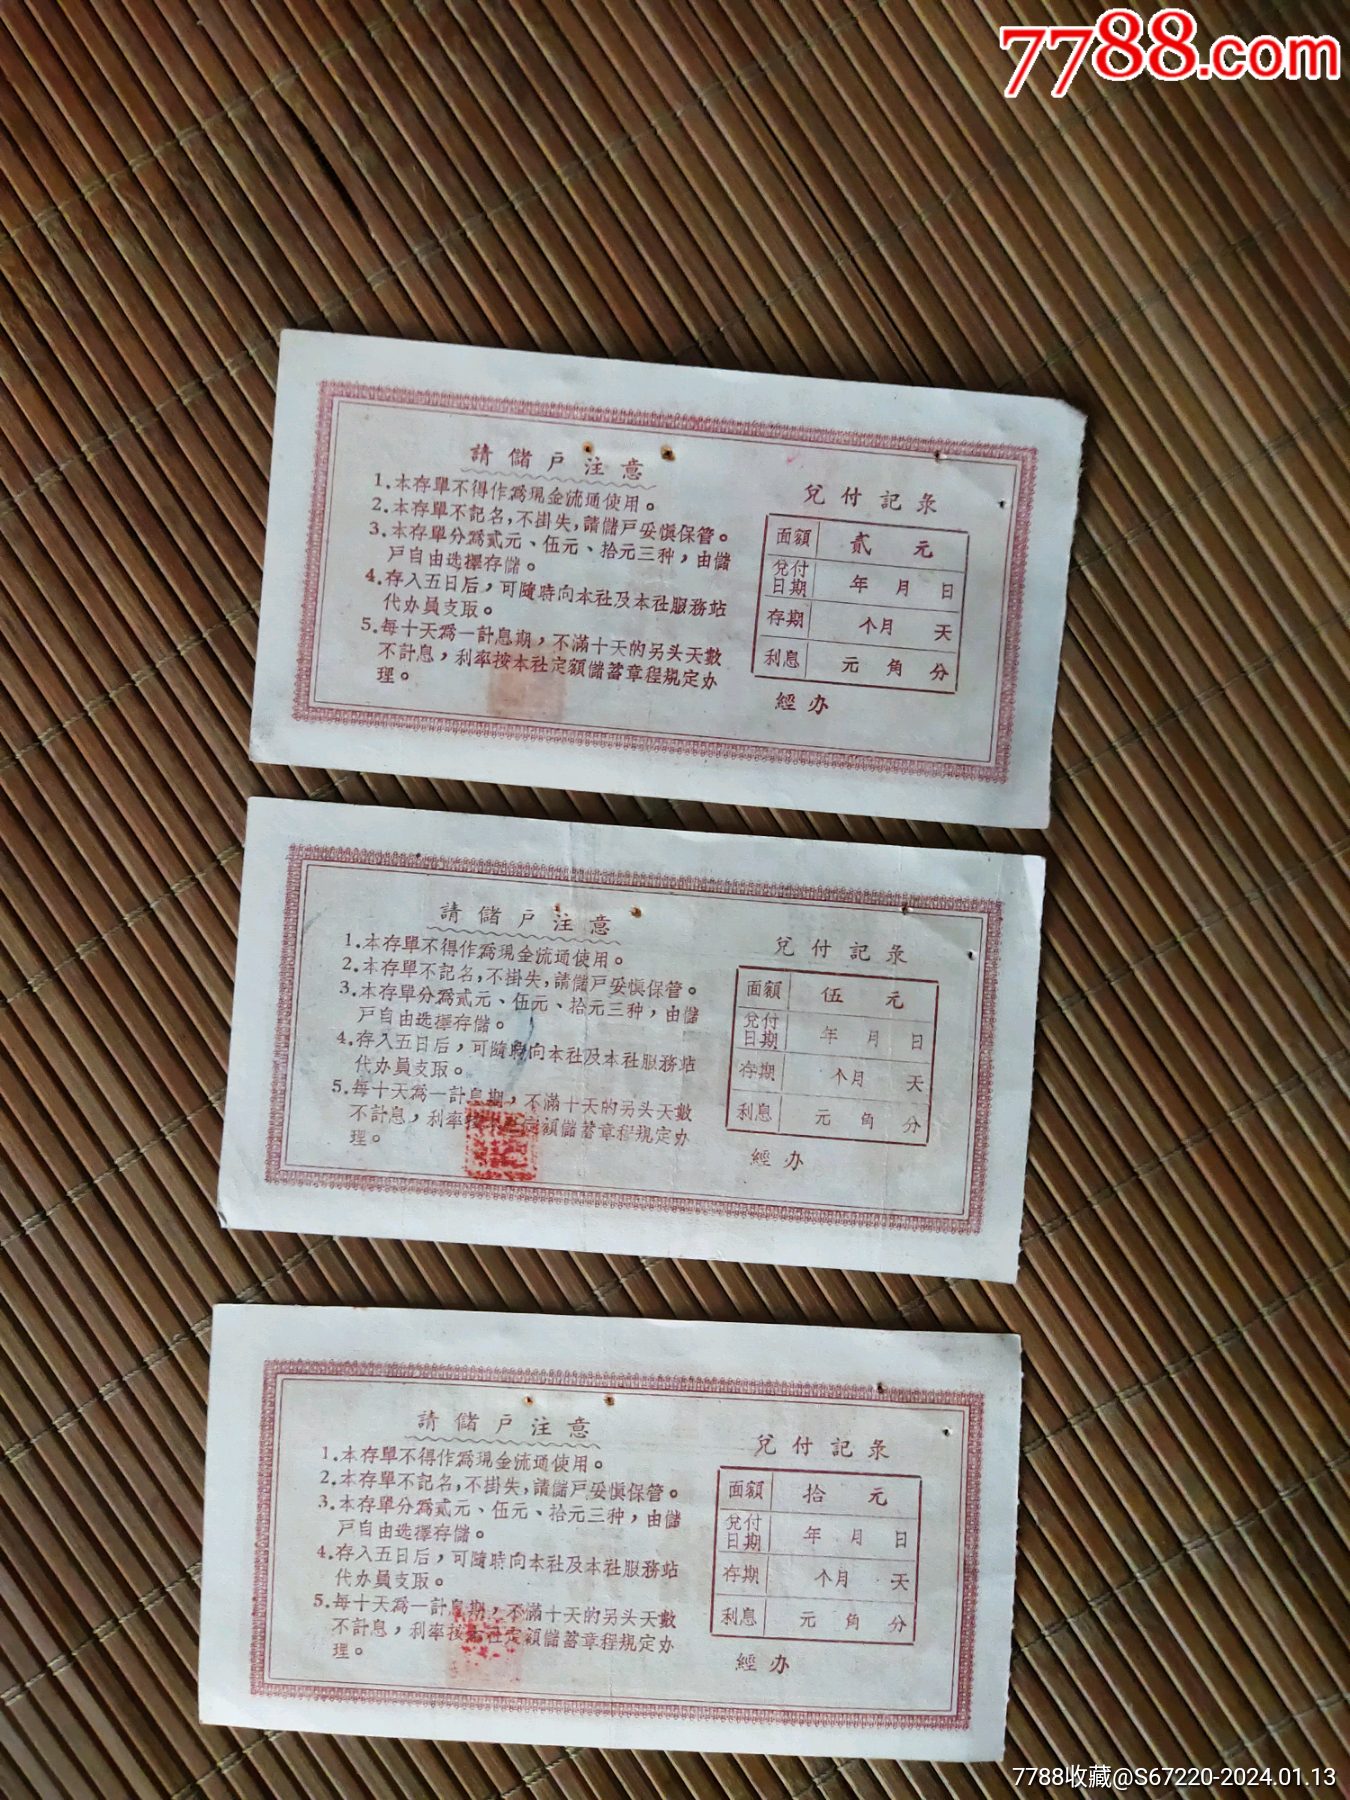 7788.com
請儲戶注意
1.本存單不得作爲現金流通使用。
2.本存單不記名,不掛失,請儲戶妥愼保管。
3.本存單分爲貳元、伍元、拾元三种,由儲
戶自由选擇存儲。
4.存入五日后,可隨時向本社及本社服務站
代办員支取。
5.每十天爲一計息期,不滿十天的另头天數
不計息,利率按本社定額儲蓄章程規定办
理。
兌付記彔
面額 貳 元
兌付日期 年 月 日
存期 个月 天
利息 元 角 分
經办
請儲戶注意
1.本存單不得作爲現金流通使用。
2.本存單不記名,不掛失,請儲戶妥愼保管。
3.本存單分爲貳元、伍元、拾元三种,由儲
戶自由选擇存儲。
4.存入五日后,可隨時向本社及本社服務站
代办員支取。
5.每十天爲一計息期,不滿十天的另头天數
不計息,利率按本社定額儲蓄章程規定办
理。
兌付記彔
面額 伍 元
兌付日期 年 月 日
存期 个月 天
利息 元 角 分
經办
請儲戶注意
1.本存單不得作爲現金流通使用。
2.本存單不記名,不掛失,請儲戶妥愼保管。
3.本存單分爲貳元、伍元、拾元三种,由儲
戶自由选擇存儲。
4.存入五日后,可隨時向本社及本社服務站
代办員支取。
5.每十天爲一計息期,不滿十天的另头天數
不計息,利率按本社定額儲蓄章程規定办
理。
兌付記彔
面額 拾 元
兌付日期 年 月 日
存期 个月 天
利息 元 角 分
經办
7788收藏@S67220-2024.01.13